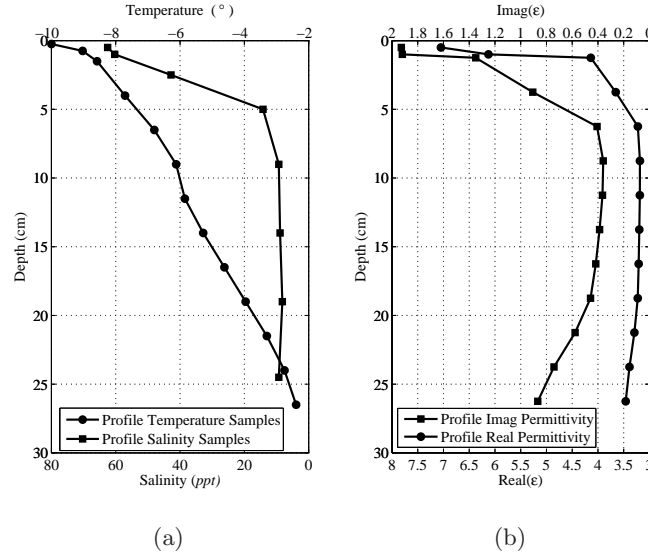 Temperature (°)
−10 −8 −6 −4 −2
0
5
10
15
20
25
30
Depth (cm)
Profile Temperature Samples
Profile Salinity Samples
80 60 40 20 0
Salinity (ppt)
(a)
Imag(ε)
2 1.8 1.6 1.4 1.2 1 0.8 0.6 0.4 0.2 0
0
5
10
15
20
25
30
Depth (cm)
Profile Imag Permittivity
Profile Real Permittivity
8 7.5 7 6.5 6 5.5 5 4.5 4 3.5 3
Real(ε)
(b)